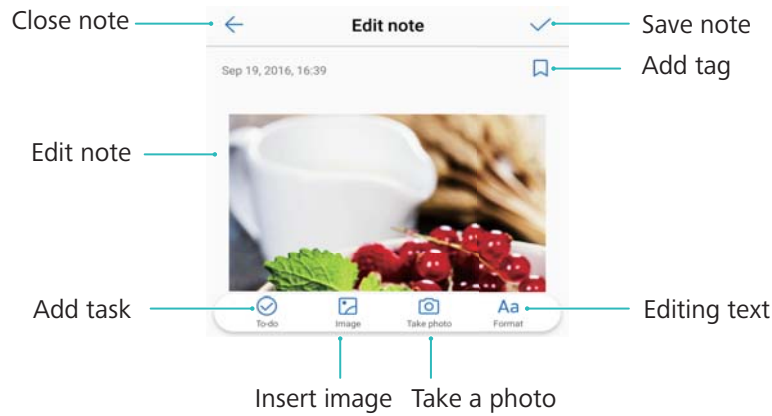 Close note
Edit note
Save note
Sep 19, 2016, 16:39
Add tag
Edit note
Add task
To-do
Image
Take photo
Aa
Format
Editing text
Insert image
Take a photo